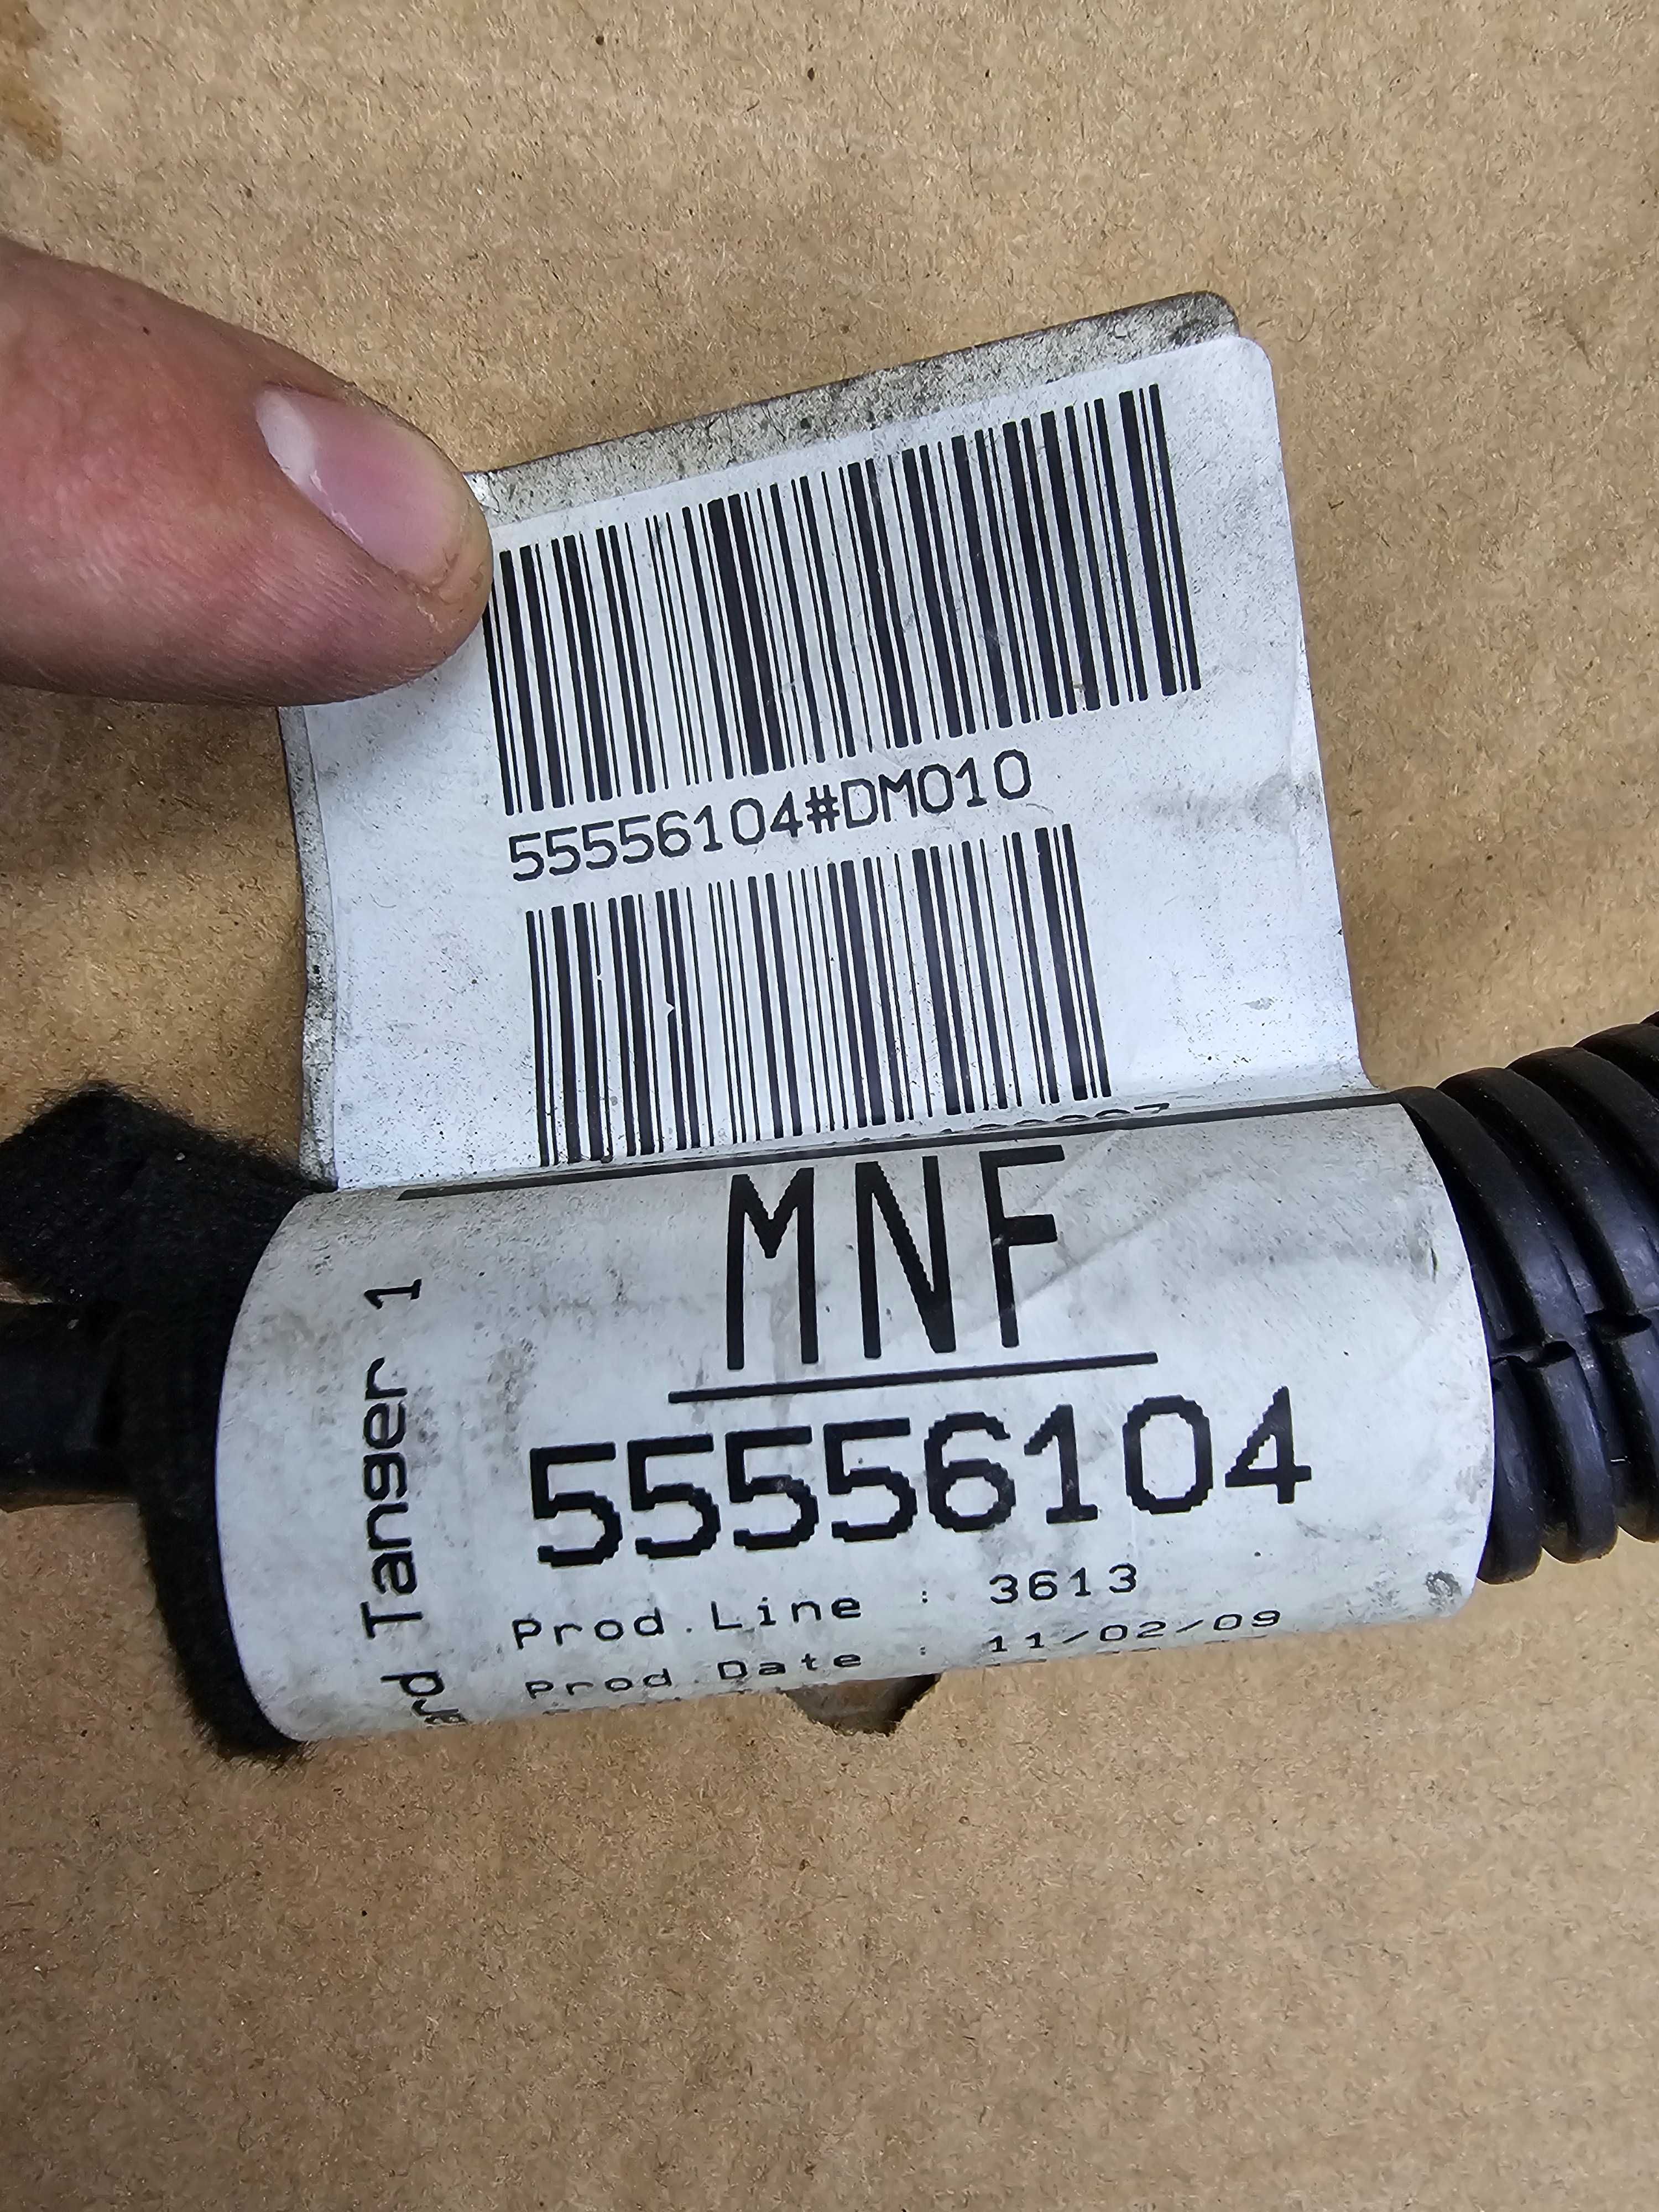 55556104#DM010
MNF
55556104
Prod.Line : 3613
Prod.Date : 11/02/09
Tanger 1